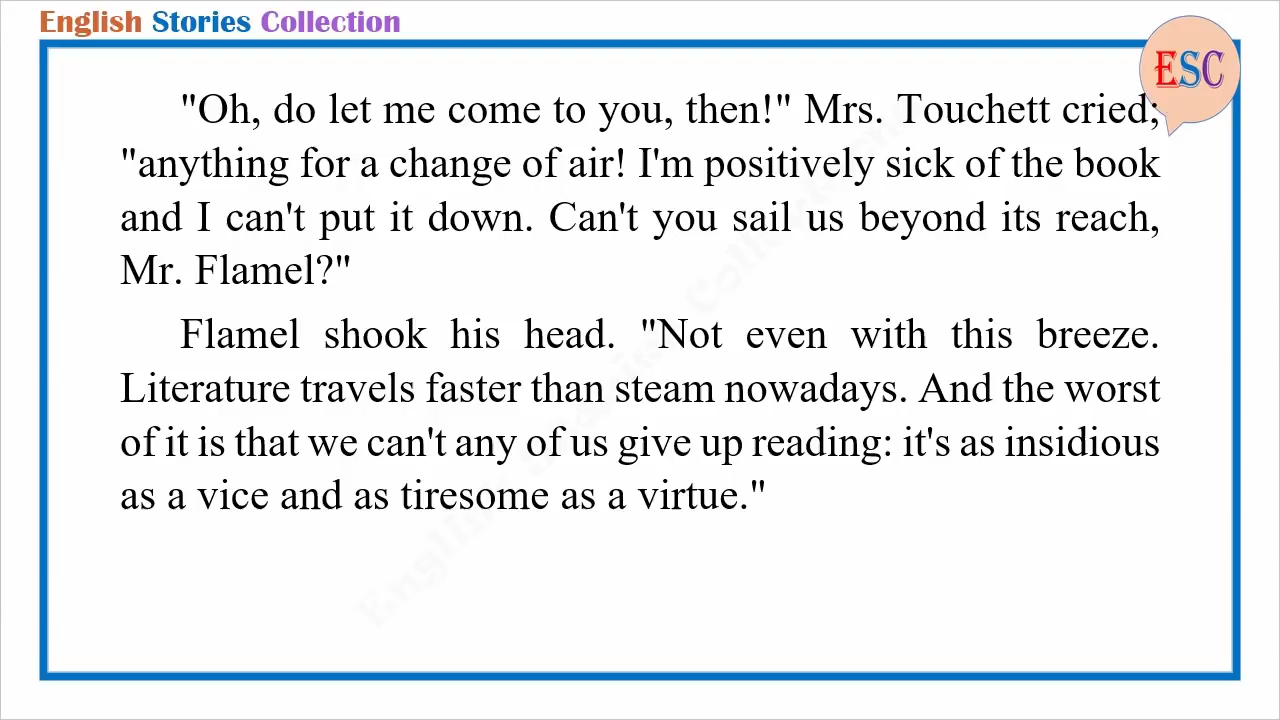 English Stories Collection
ESC
"Oh, do let me come to you, then!" Mrs. Touchett cried;
"anything for a change of air! I'm positively sick of the book
and I can't put it down. Can't you sail us beyond its reach,
Mr. Flamel?"
Flamel shook his head. "Not even with this breeze.
Literature travels faster than steam nowadays. And the worst
of it is that we can't any of us give up reading: it's as insidious
as a vice and as tiresome as a virtue."